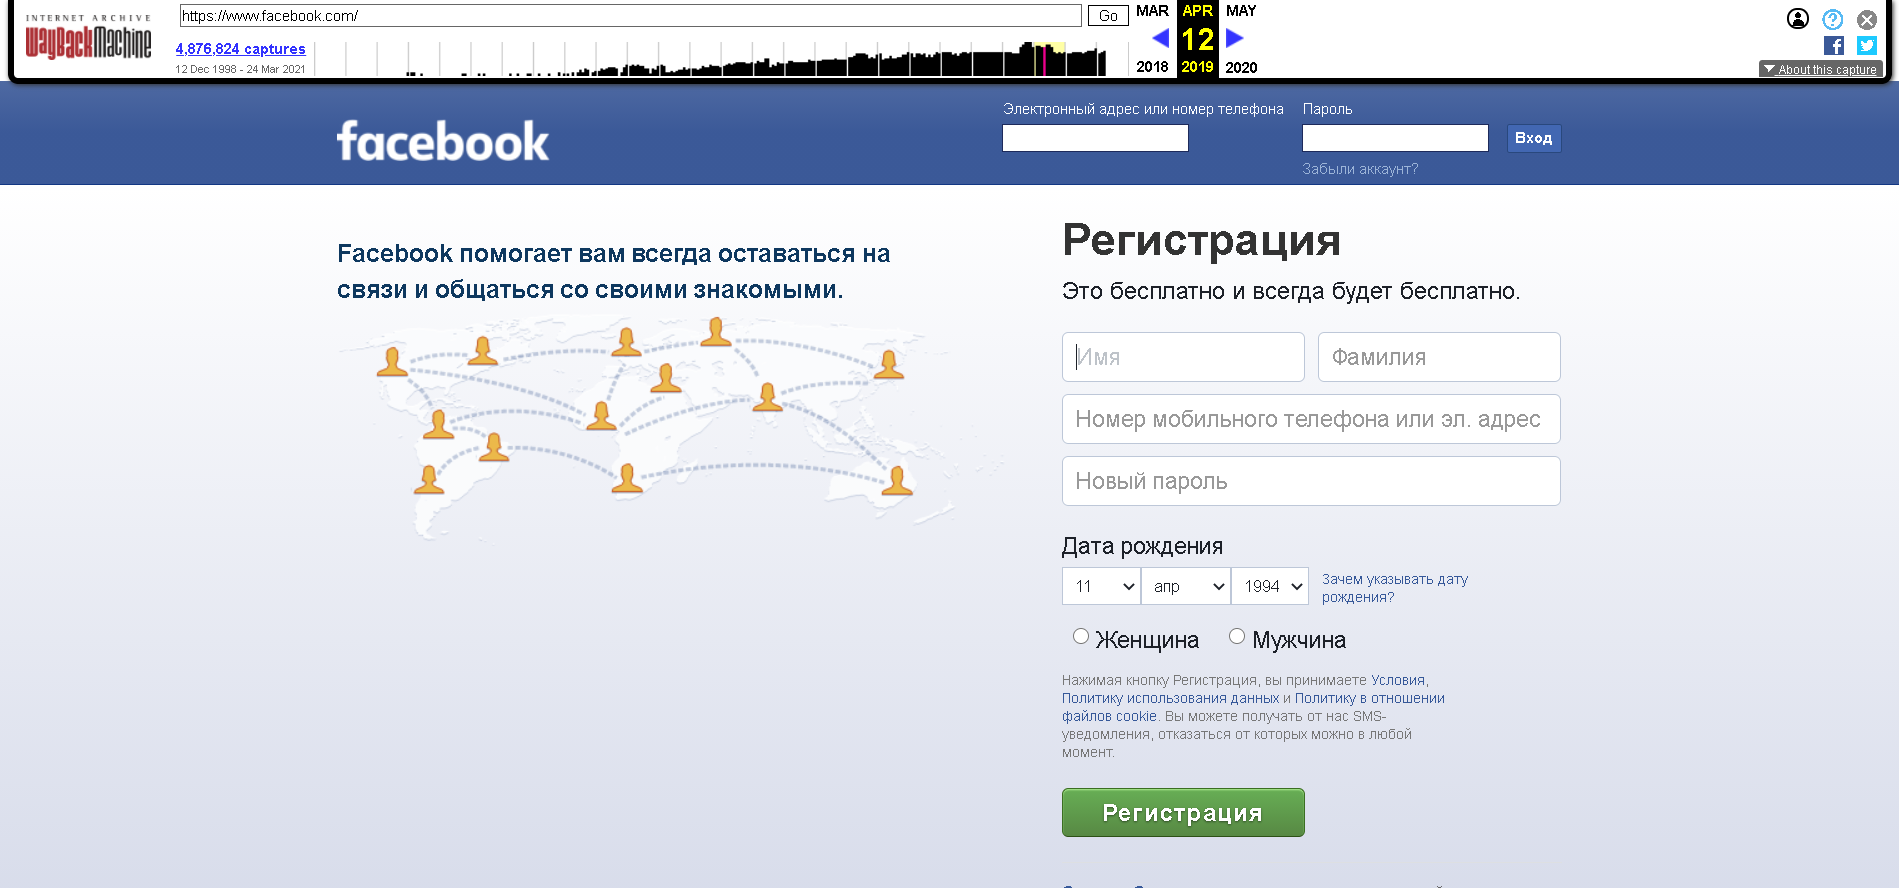 INTERNET ARCHIVE
WayBackMachine
https://www.facebook.com/
Go
4,876,824 captures
12 Dec 1998 - 24 Mar 2021
MAR APR MAY
12
2018 2019 2020
About this capture
facebook
Электронный адрес или номер телефона
Пароль
Вход
Забыли аккаунт?
Facebook помогает вам всегда оставаться на
связи и общаться со своими знакомыми.
Регистрация
Это бесплатно и всегда будет бесплатно.
Имя
Фамилия
Номер мобильного телефона или эл. адрес
Новый пароль
Дата рождения
11 апр 1994
Зачем указывать дату
рождения?
Женщина Мужчина
Нажимая кнопку Регистрация, вы принимаете Условия,
Политику использования данных и Политику в отношении
файлов cookie. Вы можете получать от нас SMS-
уведомления, отказаться от которых можно в любой
момент.
Регистрация